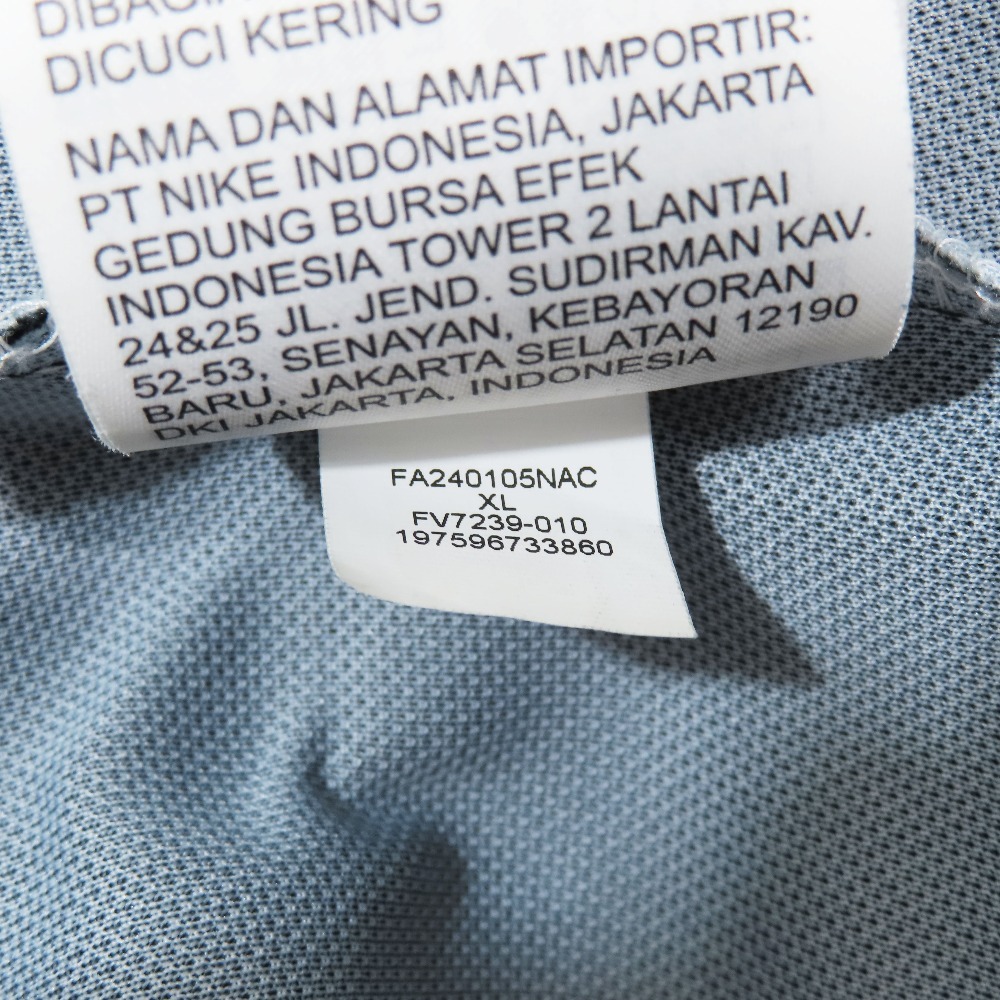 DICUCI KERING
NAMA DAN ALAMAT IMPORTIR:
PT NIKE INDONESIA, JAKARTA
GEDUNG BURSA EFEK
INDONESIA TOWER 2 LANTAI
24&25 JL. JEND. SUDIRMAN KAV.
52-53, SENAYAN, KEBAYORAN
BARU, JAKARTA SELATAN 12190
DKI JAKARTA, INDONESIA
FA240105NAC
XL
FV7239-010
197596733860